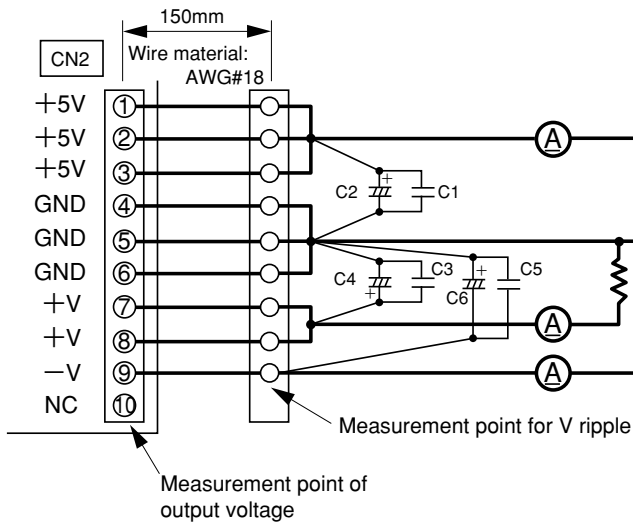 150mm
CN2
Wire material:
AWG#18
+5V ①
+5V ②
+5V ③
GND ④
GND ⑤
GND ⑥
+V ⑦
+V ⑧
−V ⑨
NC ⑩
A
C2 + C1
C4 + C3
C6 + C5
A
A
Measurement point for V ripple
Measurement point of
output voltage